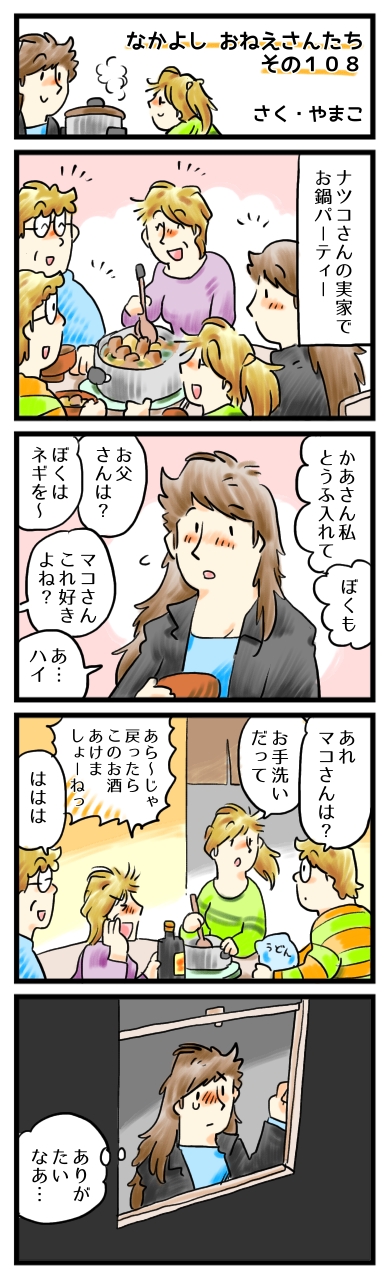 なかよし おねえさんたち
その108
さく・やまこ
ナツコさんの実家で
お鍋パーティー
かあさん私
とうふ入れて
ぼくも
お父
さんは?
ぼくは
ネギを～
マコさん
これ好き
よね?
あ…
ハイ
あれ
マコさんは?
お手洗い
だって
あら～じゃ
戻ったら
このお酒
あけま
しょーねっ
ははは
うどん
ありが
たい
なあ…